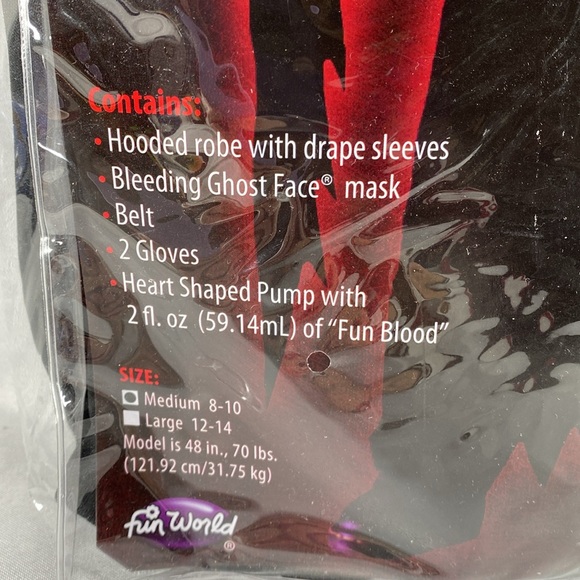 Contains:
• Hooded robe with drape sleeves
• Bleeding Ghost Face® mask
• Belt
• 2 Gloves
• Heart Shaped Pump with
2 fl. oz (59.14mL) of "Fun Blood"
SIZE:
Medium 8-10
Large 12-14
Model is 48 in., 70 lbs.
(121.92 cm/31.75 kg)
fun World
®